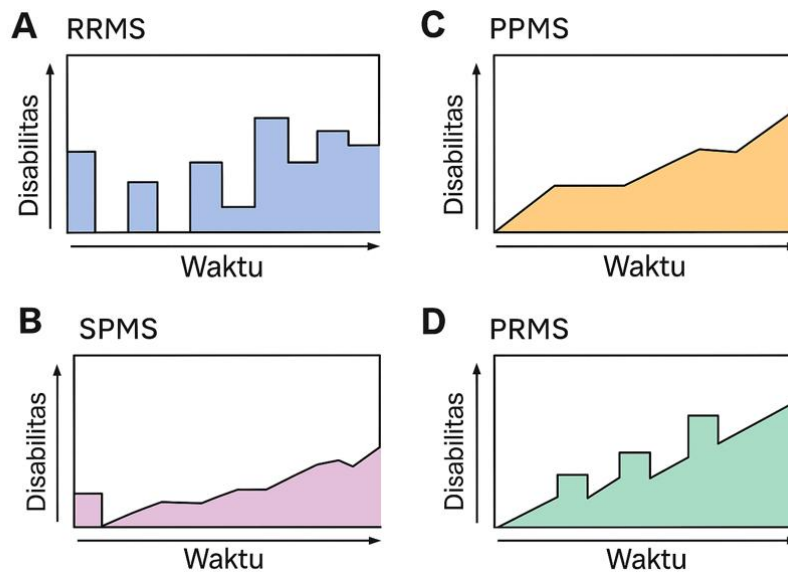 A RRMS
Disabilitas
Waktu
B SPMS
Disabilitas
Waktu
C PPMS
Disabilitas
Waktu
D PRMS
Disabilitas
Waktu